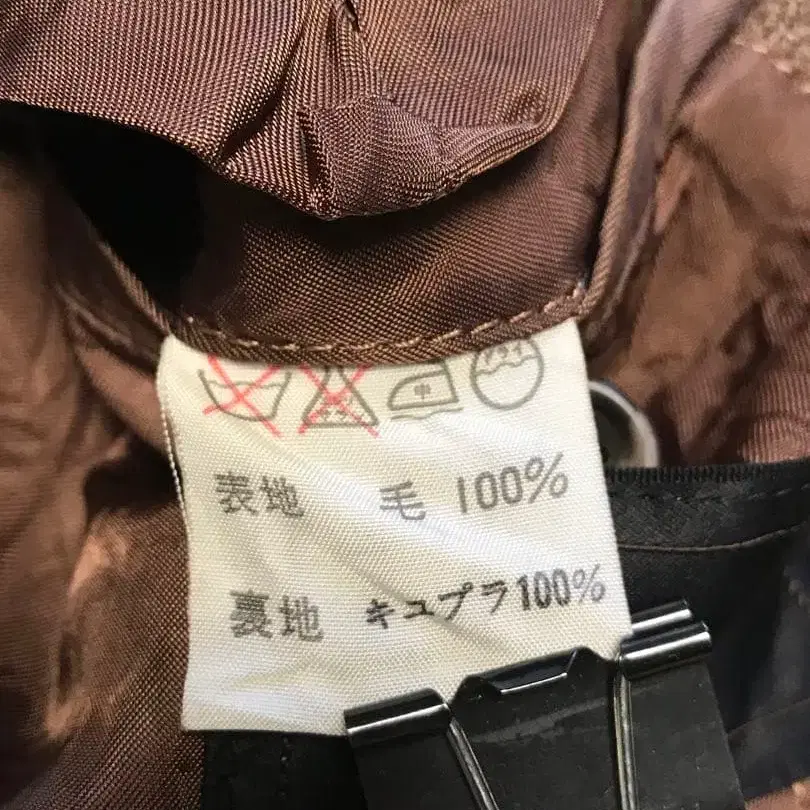 中
表地 毛 100%
裏地 キュプラ100%